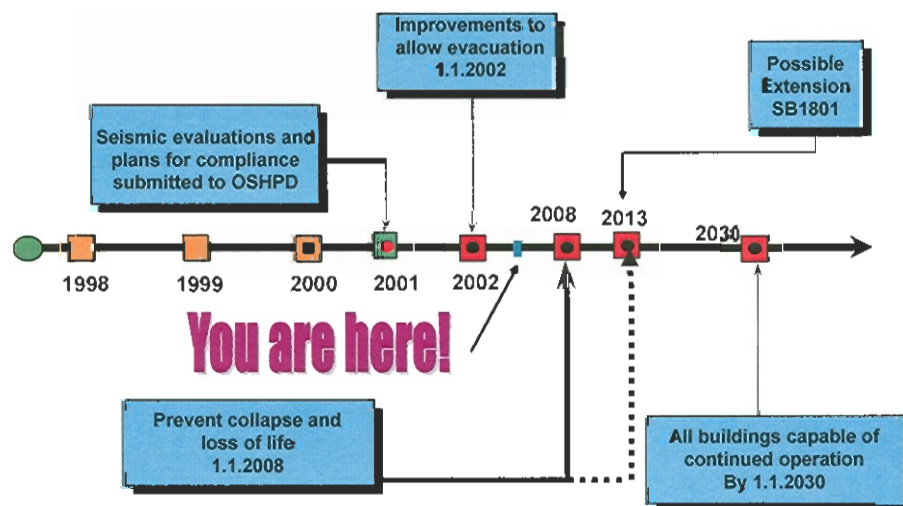 Improvements to
allow evacuation
1.1.2002
Possible
Extension
SB1801
Seismic evaluations and
plans for compliance
submitted to OSHPD
2008
2013
2030
1998
1999
2000
2001
2002
You are here!
Prevent collapse and
loss of life
1.1.2008
All buildings capable of
continued operation
By 1.1.2030